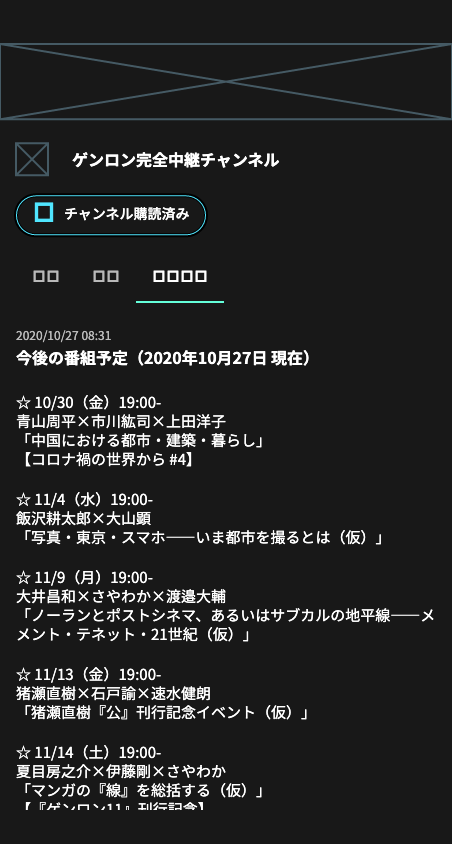 ゲンロン完全中継チャンネル
チャンネル購読済み
2020/10/27 08:31
今後の番組予定（2020年10月27日 現在）
☆ 10/30（金）19:00-
青山周平×市川紘司×上田洋子
「中国における都市・建築・暮らし」
【コロナ禍の世界から #4】
☆ 11/4（水）19:00-
飯沢耕太郎×大山顕
「写真・東京・スマホ——いま都市を撮るとは（仮）」
☆ 11/9（月）19:00-
大井昌和×さやわか×渡邉大輔
「ノーランとポストシネマ、あるいはサブカルの地平線——メ
メント・テネット・21世紀（仮）」
☆ 11/13（金）19:00-
猪瀬直樹×石戸諭×速水健朗
「猪瀬直樹『公』刊行記念イベント（仮）」
☆ 11/14（土）19:00-
夏目房之介×伊藤剛×さやわか
「マンガの『線』を総括する（仮）」
【『ゲンロン11』刊行記念】